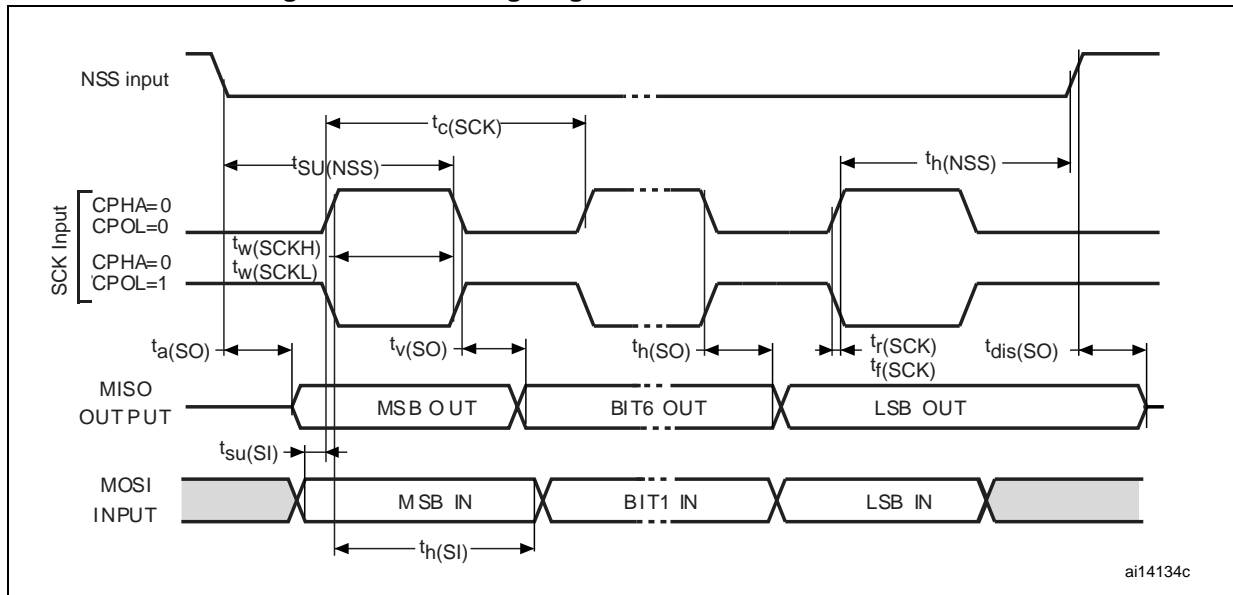 NSS input
tc(SCK)
tSU(NSS)
th(NSS)
SCK Input
CPHA=0
CPOL=0
tw(SCKH)
tw(SCKL)
CPHA=0
CPOL=1
ta(SO)
tv(SO)
th(SO)
tr(SCK)
tf(SCK)
tdis(SO)
MISO
OUTPUT
MSB OUT
BIT6 OUT
LSB OUT
tsu(SI)
MOSI
INPUT
MSB IN
BIT1 IN
LSB IN
th(SI)
ai14134c